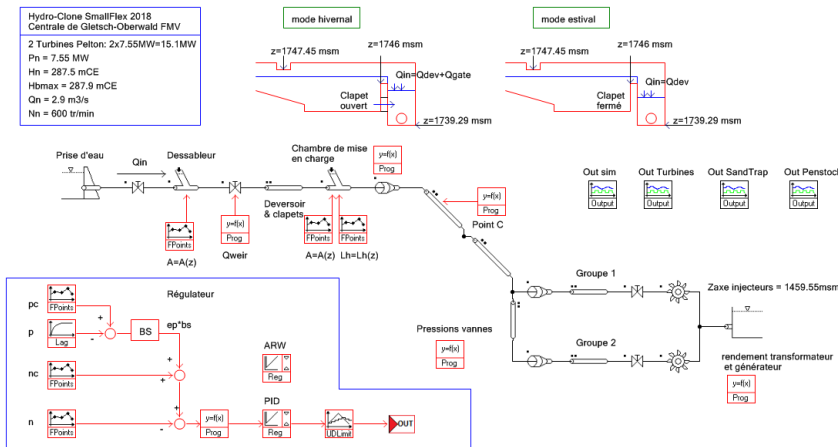 Hydro-Clone SmallFlex 2018
Centrale de Gletsch-Oberwald FMV
2 Turbines Pelton: 2x7.55MW=15.1MW
Pn = 7.55 MW
Hn = 287.5 mCE
Hbmax = 287.9 mCE
Qn = 2.9 m3/s
Nn = 600 tr/min
mode hivernal
z=1747.45 msm
z=1746 msm
Qin=Qdev+Qgate
Clapet
ouvert
z=1739.29 msm
mode estival
z=1747.45 msm
z=1746 msm
Qin=Qdev
Clapet
fermé
z=1739.29 msm
Prise d'eau
Qin
Dessableur
Chambre de mise
en charge
y=f(x)
Prog
Deversoir
& clapets
FPoints
A=A(z)
y=f(x)
Prog
Qweir
FPoints
FPoints
A=A(z)
Lh=Lh(z)
y=f(x)
Prog
Point C
Out sim
Output
Out Turbines
Output
Out SandTrap
Output
Out Penstock
Output
Groupe 1
Groupe 2
Zaxe injecteurs = 1459.55msm
Pressions vannes
y=f(x)
Prog
rendement transformateur
et générateur
y=f(x)
Prog
Régulateur
pc
FPoints
+
p
Lag
-
BS
ep*bs
+
nc
FPoints
+
ARW
Reg
+
n
FPoints
-
y=f(x)
Prog
PID
Reg
UDLimit
OUT